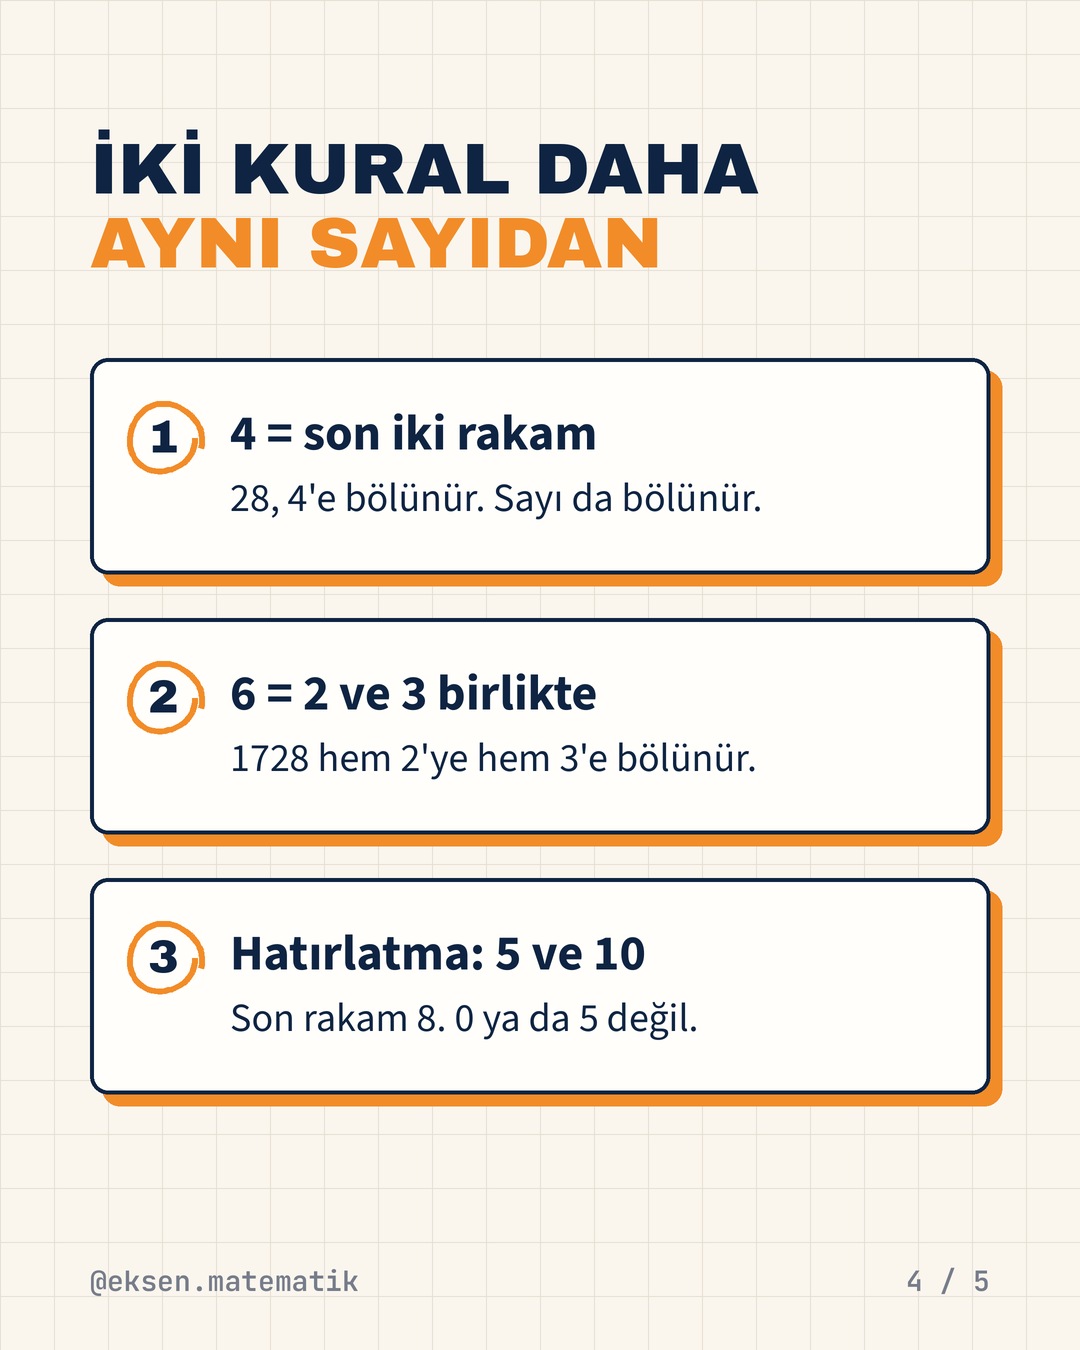 İKİ KURAL DAHA
AYNI SAYIDAN
1 4 = son iki rakam
28, 4'e bölünür. Sayı da bölünür.
2 6 = 2 ve 3 birlikte
1728 hem 2'ye hem 3'e bölünür.
3 Hatırlatma: 5 ve 10
Son rakam 8. 0 ya da 5 değil.
@eksen.matematik 4 / 5